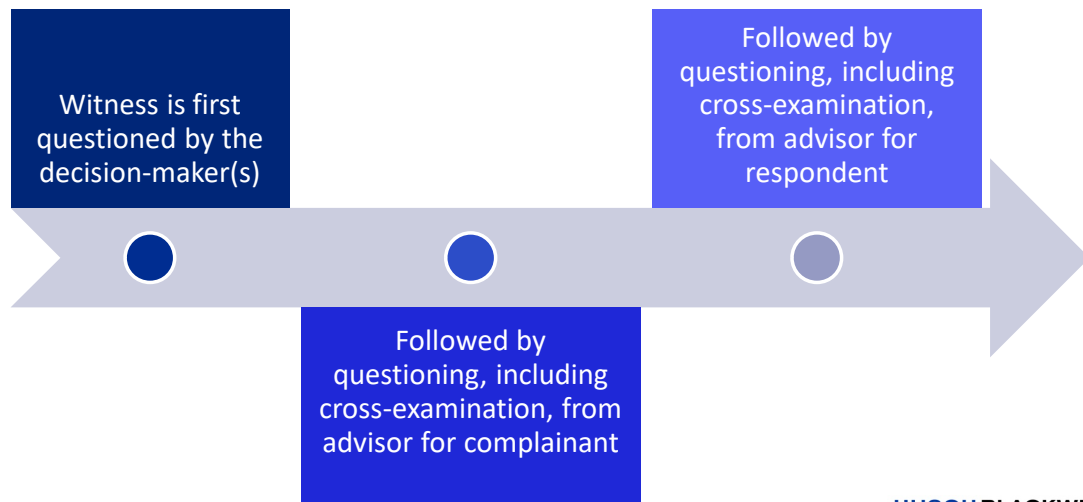 Witness is first
questioned by the
decision-maker(s)
Followed by
questioning, including
cross-examination, from
advisor for complainant
Followed by
questioning, including
cross-examination,
from advisor for
respondent